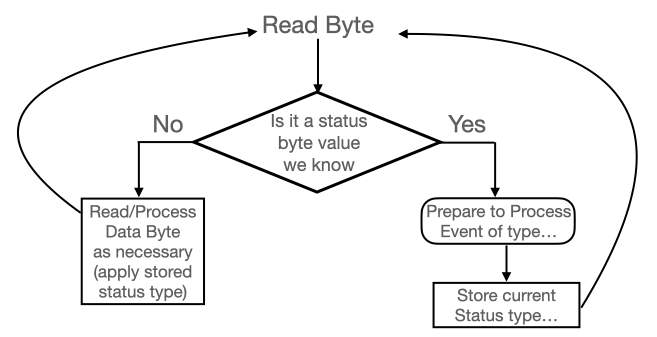 Read Byte
No
Is it a status
byte value
we know
Yes
Read/Process
Data Byte
as necessary
(apply stored
status type)
Prepare to Process
Event of type…
Store current
Status type…